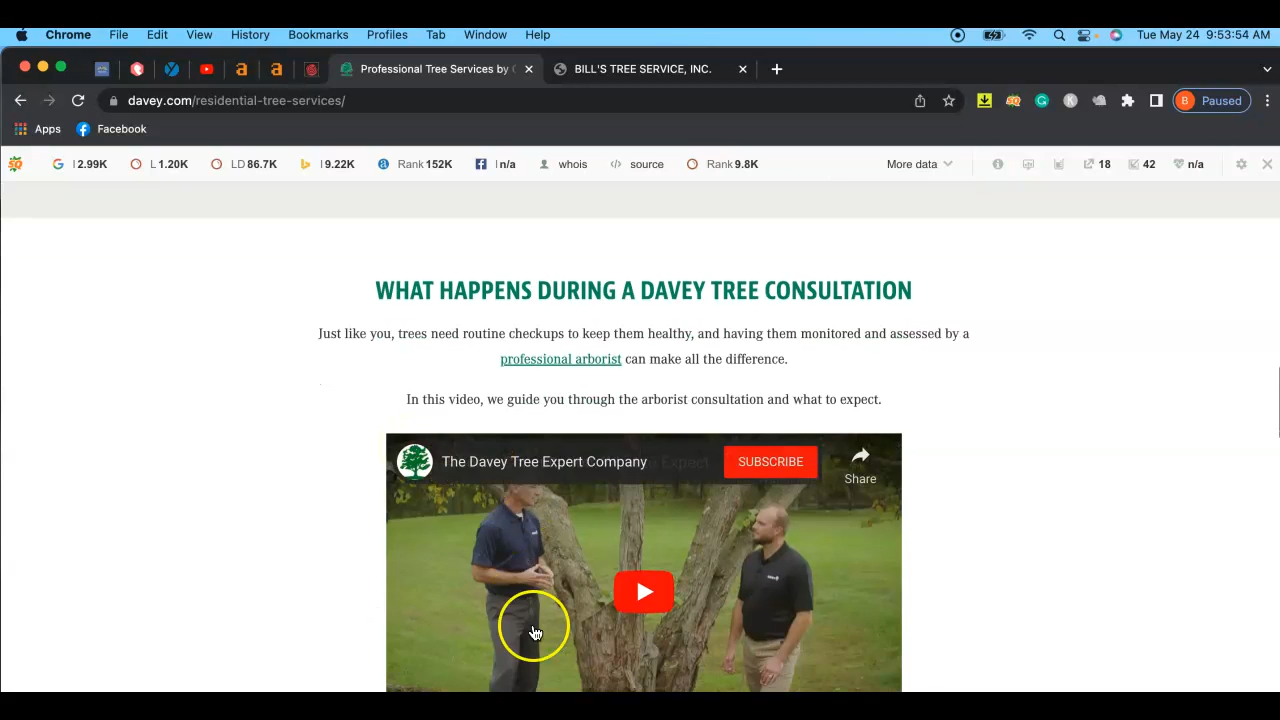 Chrome File Edit View History Bookmarks Profiles Tab Window Help Tue May 24 9:53:54 AM
Professional Tree Services by BILL'S TREE SERVICE, INC.
davey.com/residential-tree-services/ Paused
Apps Facebook
I 2.99K L 1.20K LD 86.7K I 9.22K Rank 152K I n/a whois source Rank 9.8K More data 18 42 n/a
WHAT HAPPENS DURING A DAVEY TREE CONSULTATION
Just like you, trees need routine checkups to keep them healthy, and having them monitored and assessed by a
professional arborist can make all the difference.
In this video, we guide you through the arborist consultation and what to expect.
The Davey Tree Expert Company SUBSCRIBE
Share